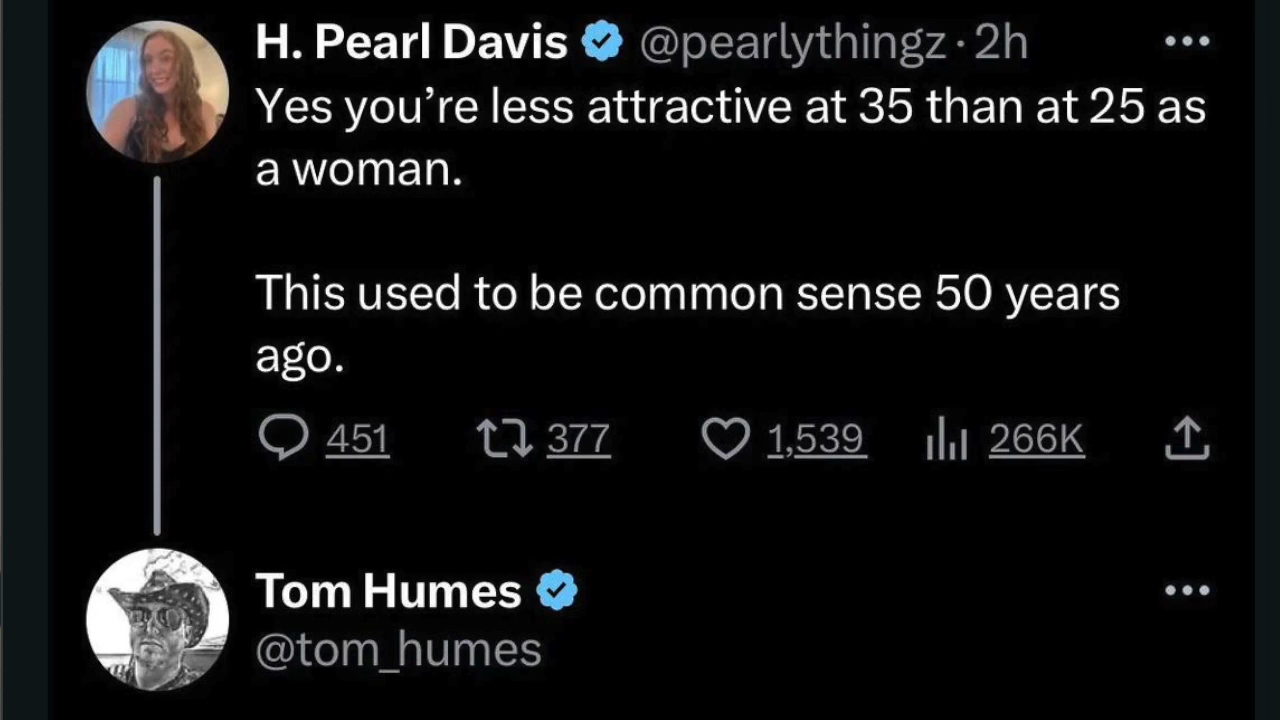 H. Pearl Davis @pearlythingz · 2h
Yes you’re less attractive at 35 than at 25 as
a woman.
This used to be common sense 50 years
ago.
451 377 1,539 266K
Tom Humes
@tom_humes